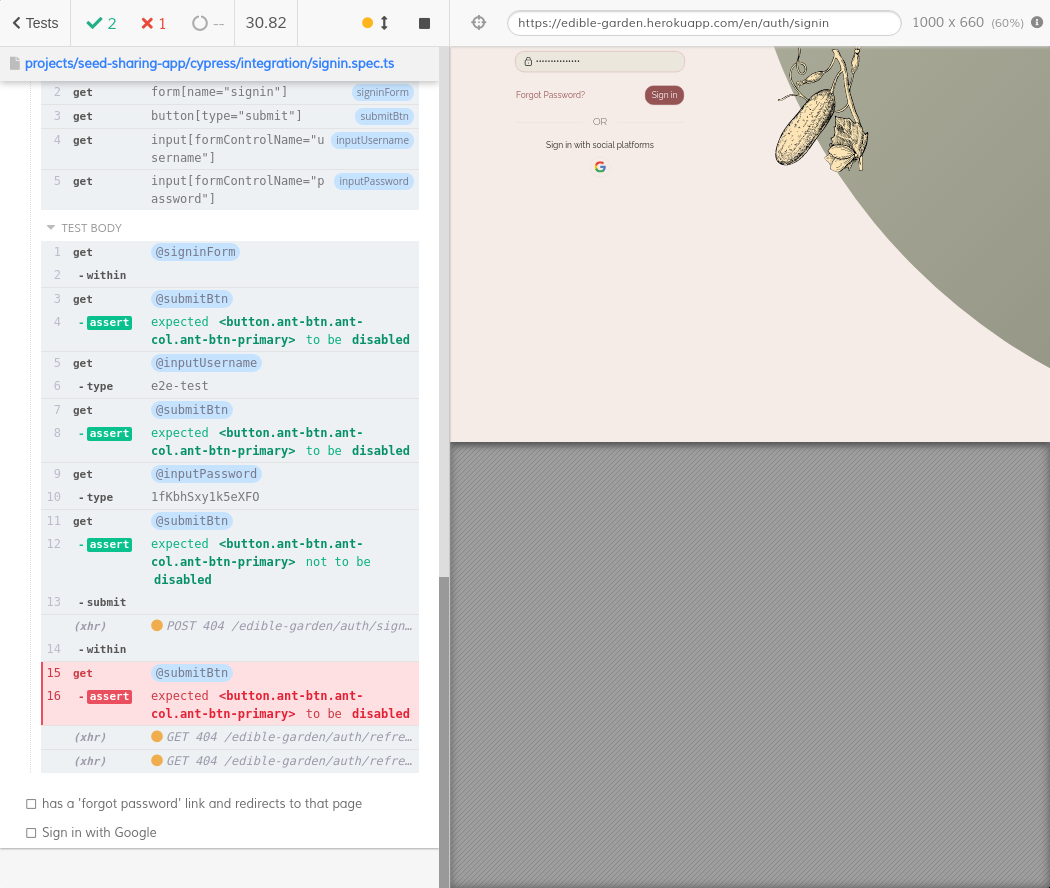 Tests
2
1
--
30.82
https://edible-garden.herokuapp.com/en/auth/signin
1000 x 660 (60%)
projects/seed-sharing-app/cypress/integration/signin.spec.ts
2 get form[name="signin"] signinForm
3 get button[type="submit"] submitBtn
4 get input[formControlName="u inputUsername
sername"]
5 get input[formControlName="p inputPassword
assword"]
TEST BODY
1 get @signinForm
2 -within
3 get @submitBtn
4 -assert expected <button.ant-btn.ant-
col.ant-btn-primary> to be disabled
5 get @inputUsername
6 -type e2e-test
7 get @submitBtn
8 -assert expected <button.ant-btn.ant-
col.ant-btn-primary> to be disabled
9 get @inputPassword
10 -type 1fKbhSxy1k5eXFO
11 get @submitBtn
12 -assert expected <button.ant-btn.ant-
col.ant-btn-primary> not to be
disabled
13 -submit
(xhr) POST 404 /edible-garden/auth/sign…
14 -within
15 get @submitBtn
16 -assert expected <button.ant-btn.ant-
col.ant-btn-primary> to be disabled
(xhr) GET 404 /edible-garden/auth/refre…
(xhr) GET 404 /edible-garden/auth/refre…
has a 'forgot password' link and redirects to that page
Sign in with Google
Forgot Password?
Sign in
OR
Sign in with social platforms